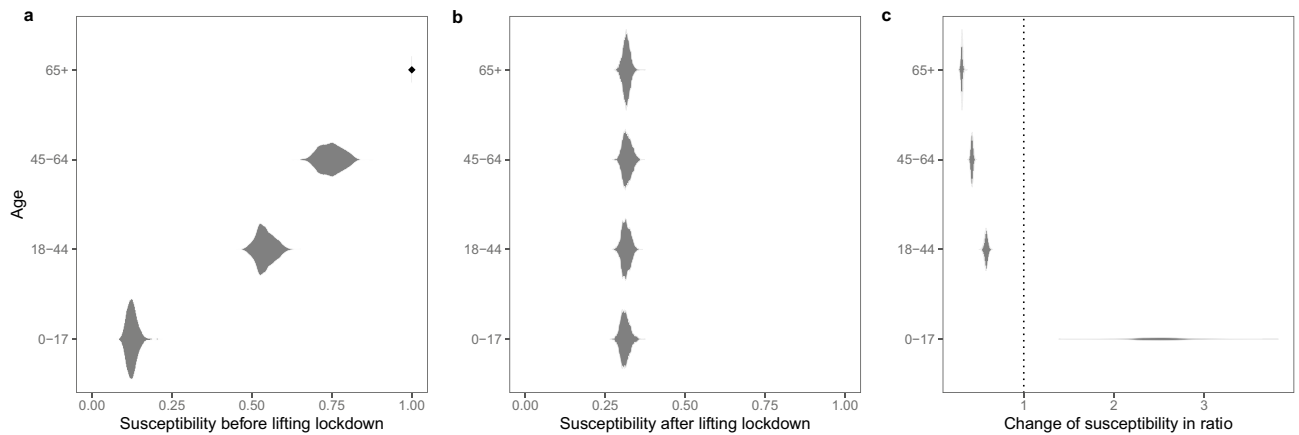 a
65+
45−64
18−44
0−17
Age
0.00 0.25 0.50 0.75 1.00
Susceptibility before lifting lockdown
b
65+
45−64
18−44
0−17
0.00 0.25 0.50 0.75 1.00
Susceptibility after lifting lockdown
c
65+
45−64
18−44
0−17
1 2 3
Change of susceptibility in ratio